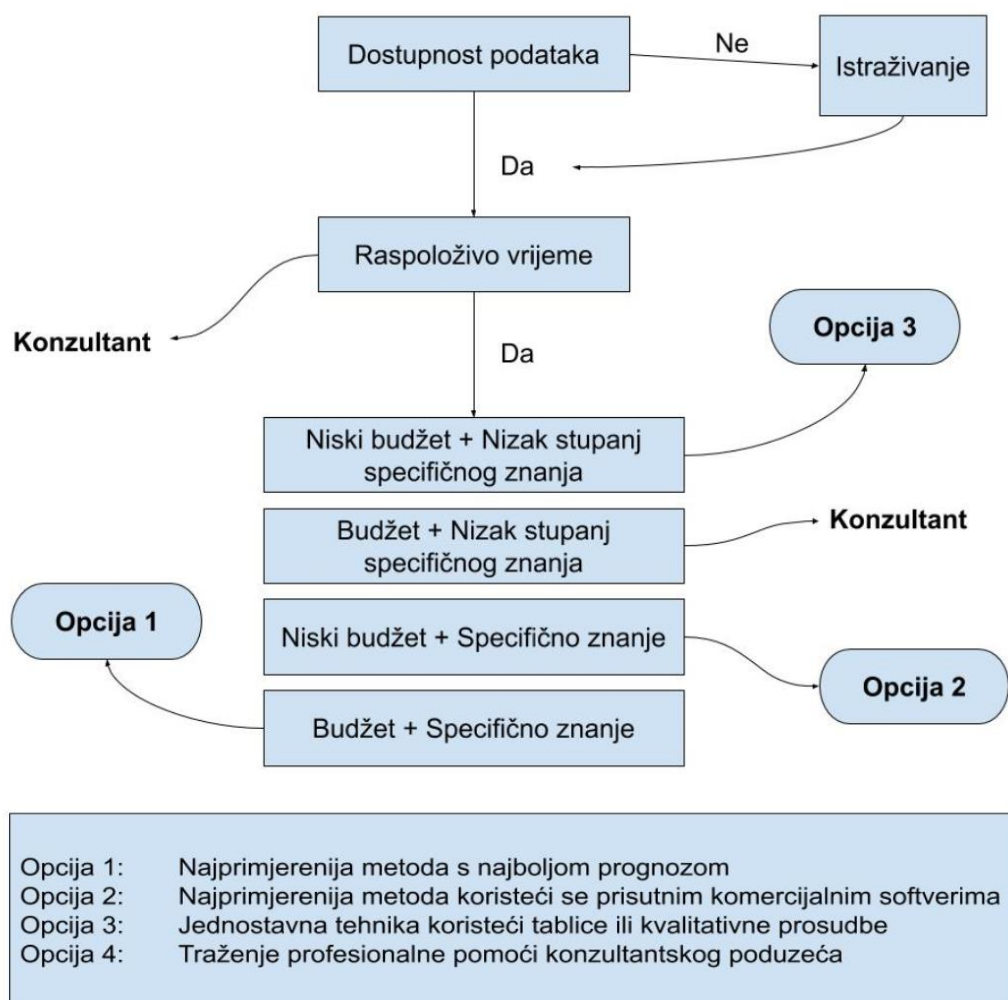 Dostupnost podataka
Ne
Istraživanje
Da
Raspoloživo vrijeme
Konzultant
Da
Opcija 3
Niski budžet + Nizak stupanj
specifičnog znanja
Budžet + Nizak stupanj
specifičnog znanja
Konzultant
Opcija 1
Niski budžet + Specifično znanje
Opcija 2
Budžet + Specifično znanje
Opcija 1: Najprimjerenija metoda s najboljom prognozom
Opcija 2: Najprimjerenija metoda koristeći se prisutnim komercijalnim softverima
Opcija 3: Jednostavna tehnika koristeći tablice ili kvalitativne prosudbe
Opcija 4: Traženje profesionalne pomoći konzultantskog poduzeća